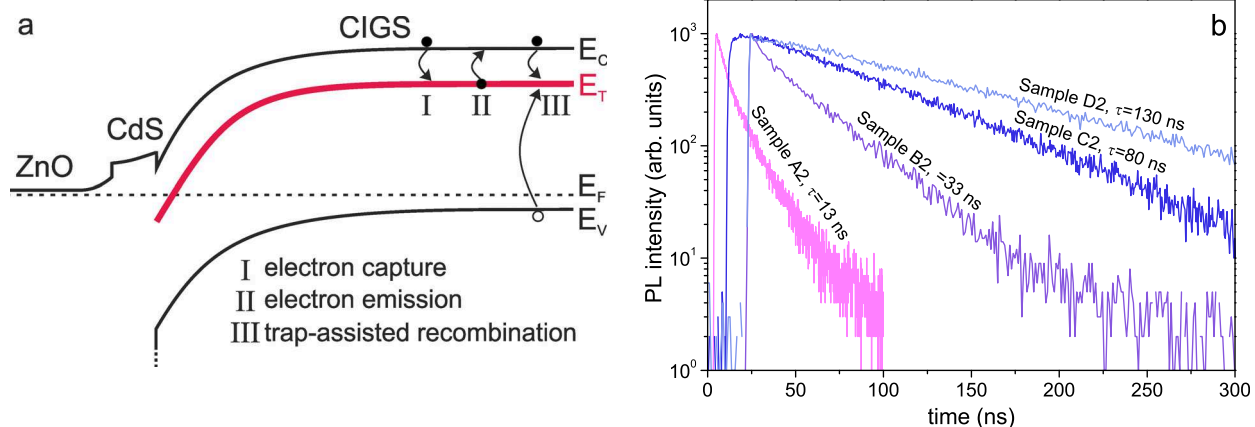 a
CIGS
E_C
E_T
I II III
CdS
ZnO
E_F
E_V
I electron capture
II electron emission
III trap-assisted recombination
b
PL intensity (arb. units)
10^3
10^2
10^1
10^0
Sample D2, τ=130 ns
Sample C2, τ=80 ns
Sample B2, =33 ns
Sample A2, τ=13 ns
0 50 100 150 200 250 300
time (ns)